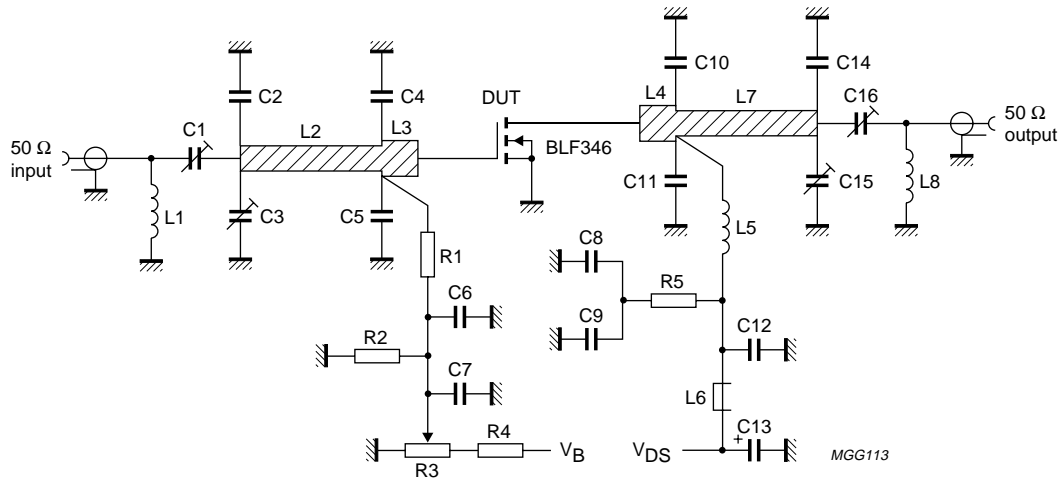 C10
C14
L4
L7
C16
C2
C4
DUT
50 Ω
output
C1
L2
L3
50 Ω
input
BLF346
C11
C15
L8
L1
C3
C5
L5
R1
C8
R5
C6
C9
R2
C12
C7
L6
R4
V_B
V_DS
+
C13
R3
MGG113